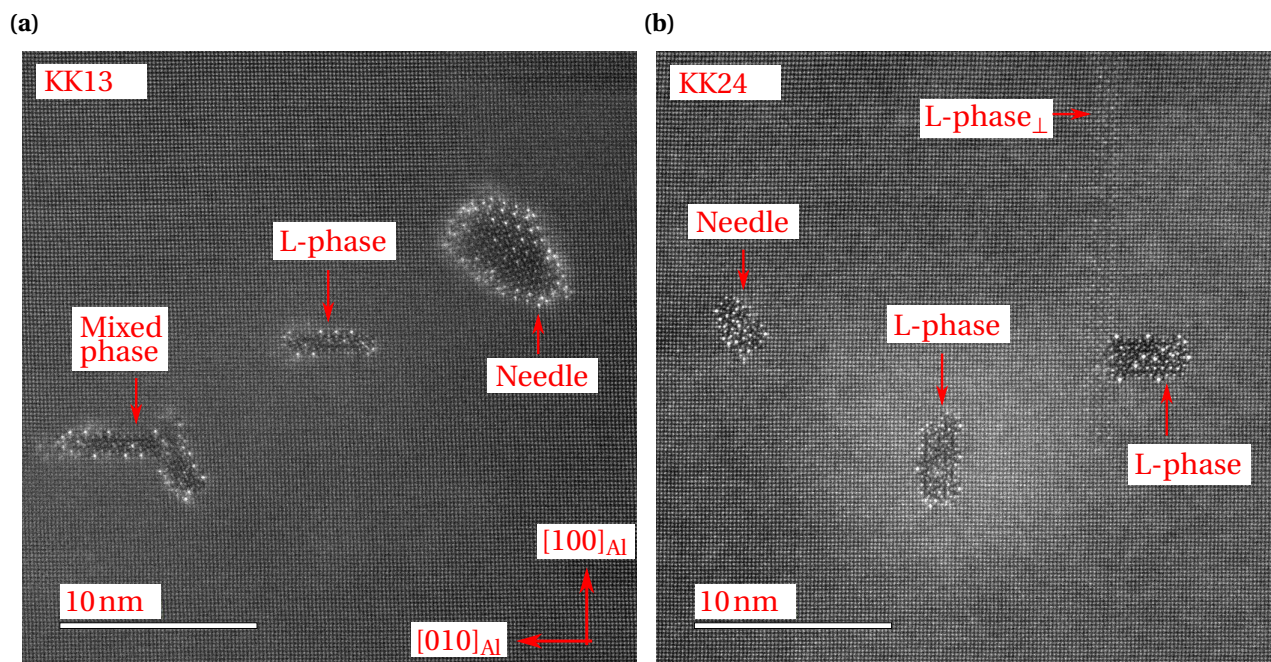 (a)
KK13
L-phase
Mixed
phase
Needle
[100]Al
[010]Al
10 nm
(b)
KK24
L-phase⊥
Needle
L-phase
L-phase
10 nm